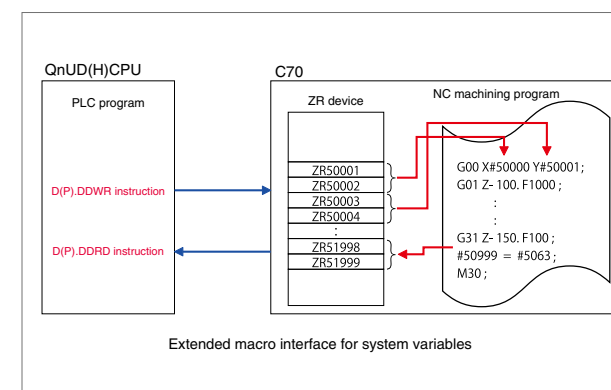 QnUD(H)CPU
PLC program
D(P).DDWR instruction
D(P).DDRD instruction
C70
ZR device
ZR50001
ZR50002
ZR50003
ZR50004
:
ZR51998
ZR51999
NC machining program
G00 X#50000 Y#50001;
G01 Z- 100. F1000 ;
:
:
G31 Z- 150. F100 ;
#50999 = #5063 ;
M30 ;
Extended macro interface for system variables